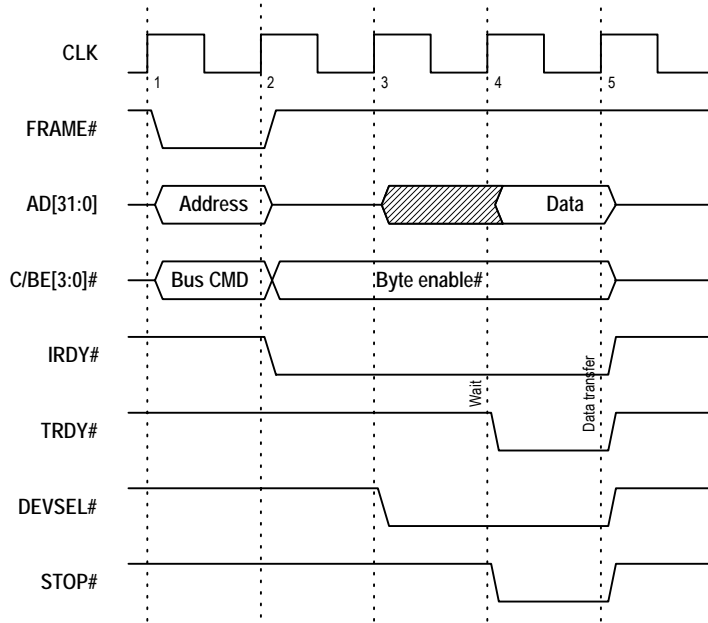 CLK
1 2 3 4 5
FRAME#
AD[31:0] Address Data
C/BE[3:0]# Bus CMD Byte enable#
IRDY#
Wait
Data transfer
TRDY#
DEVSEL#
STOP#